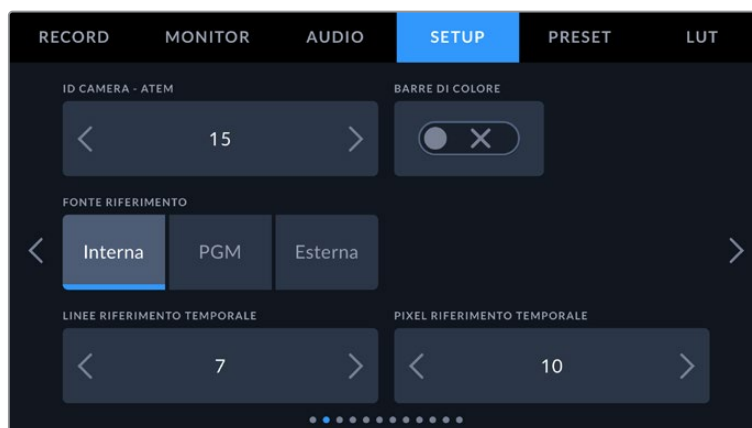 RECORD MONITOR AUDIO SETUP PRESET LUT
ID CAMERA - ATEM BARRE DI COLORE
15
FONTE RIFERIMENTO
Interna PGM Esterna
LINEE RIFERIMENTO TEMPORALE PIXEL RIFERIMENTO TEMPORALE
7 10